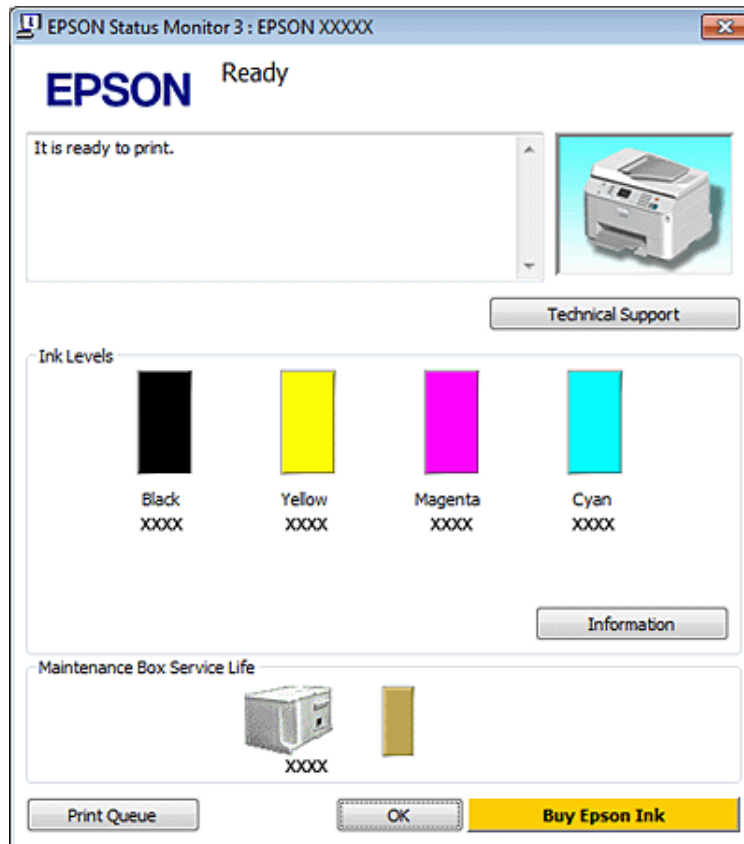 EPSON Status Monitor 3 : EPSON XXXXX
EPSON
Ready
It is ready to print.
Technical Support
Ink Levels
Black Yellow Magenta Cyan
XXXX XXXX XXXX XXXX
Information
Maintenance Box Service Life
XXXX
Print Queue OK Buy Epson Ink